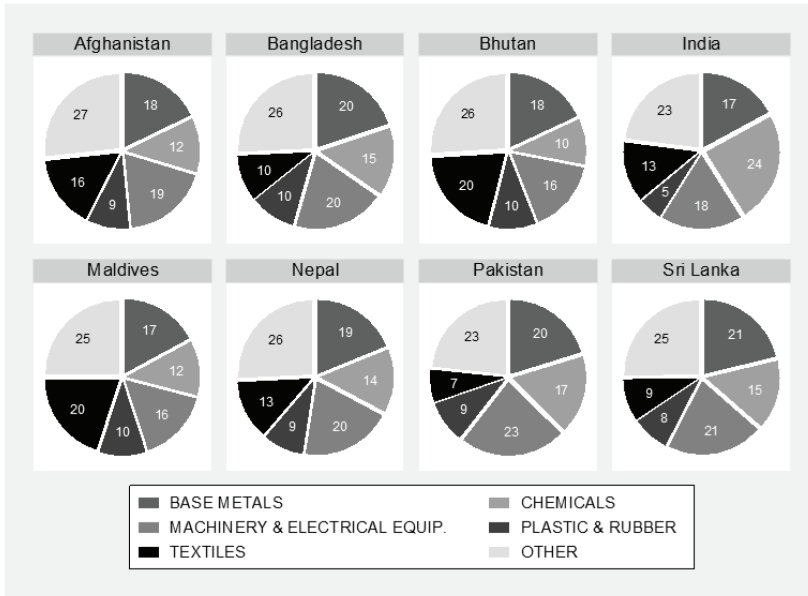 Afghanistan Bangladesh Bhutan India
27 18 12 19 9 16
26 20 15 20 10 10
26 18 10 16 10 20
23 17 24 18 5 13
Maldives Nepal Pakistan Sri Lanka
25 17 12 16 10 20
26 19 14 20 9 13
23 20 17 23 9 7
25 21 15 21 8 9
BASE METALS CHEMICALS
MACHINERY & ELECTRICAL EQUIP. PLASTIC & RUBBER
TEXTILES OTHER